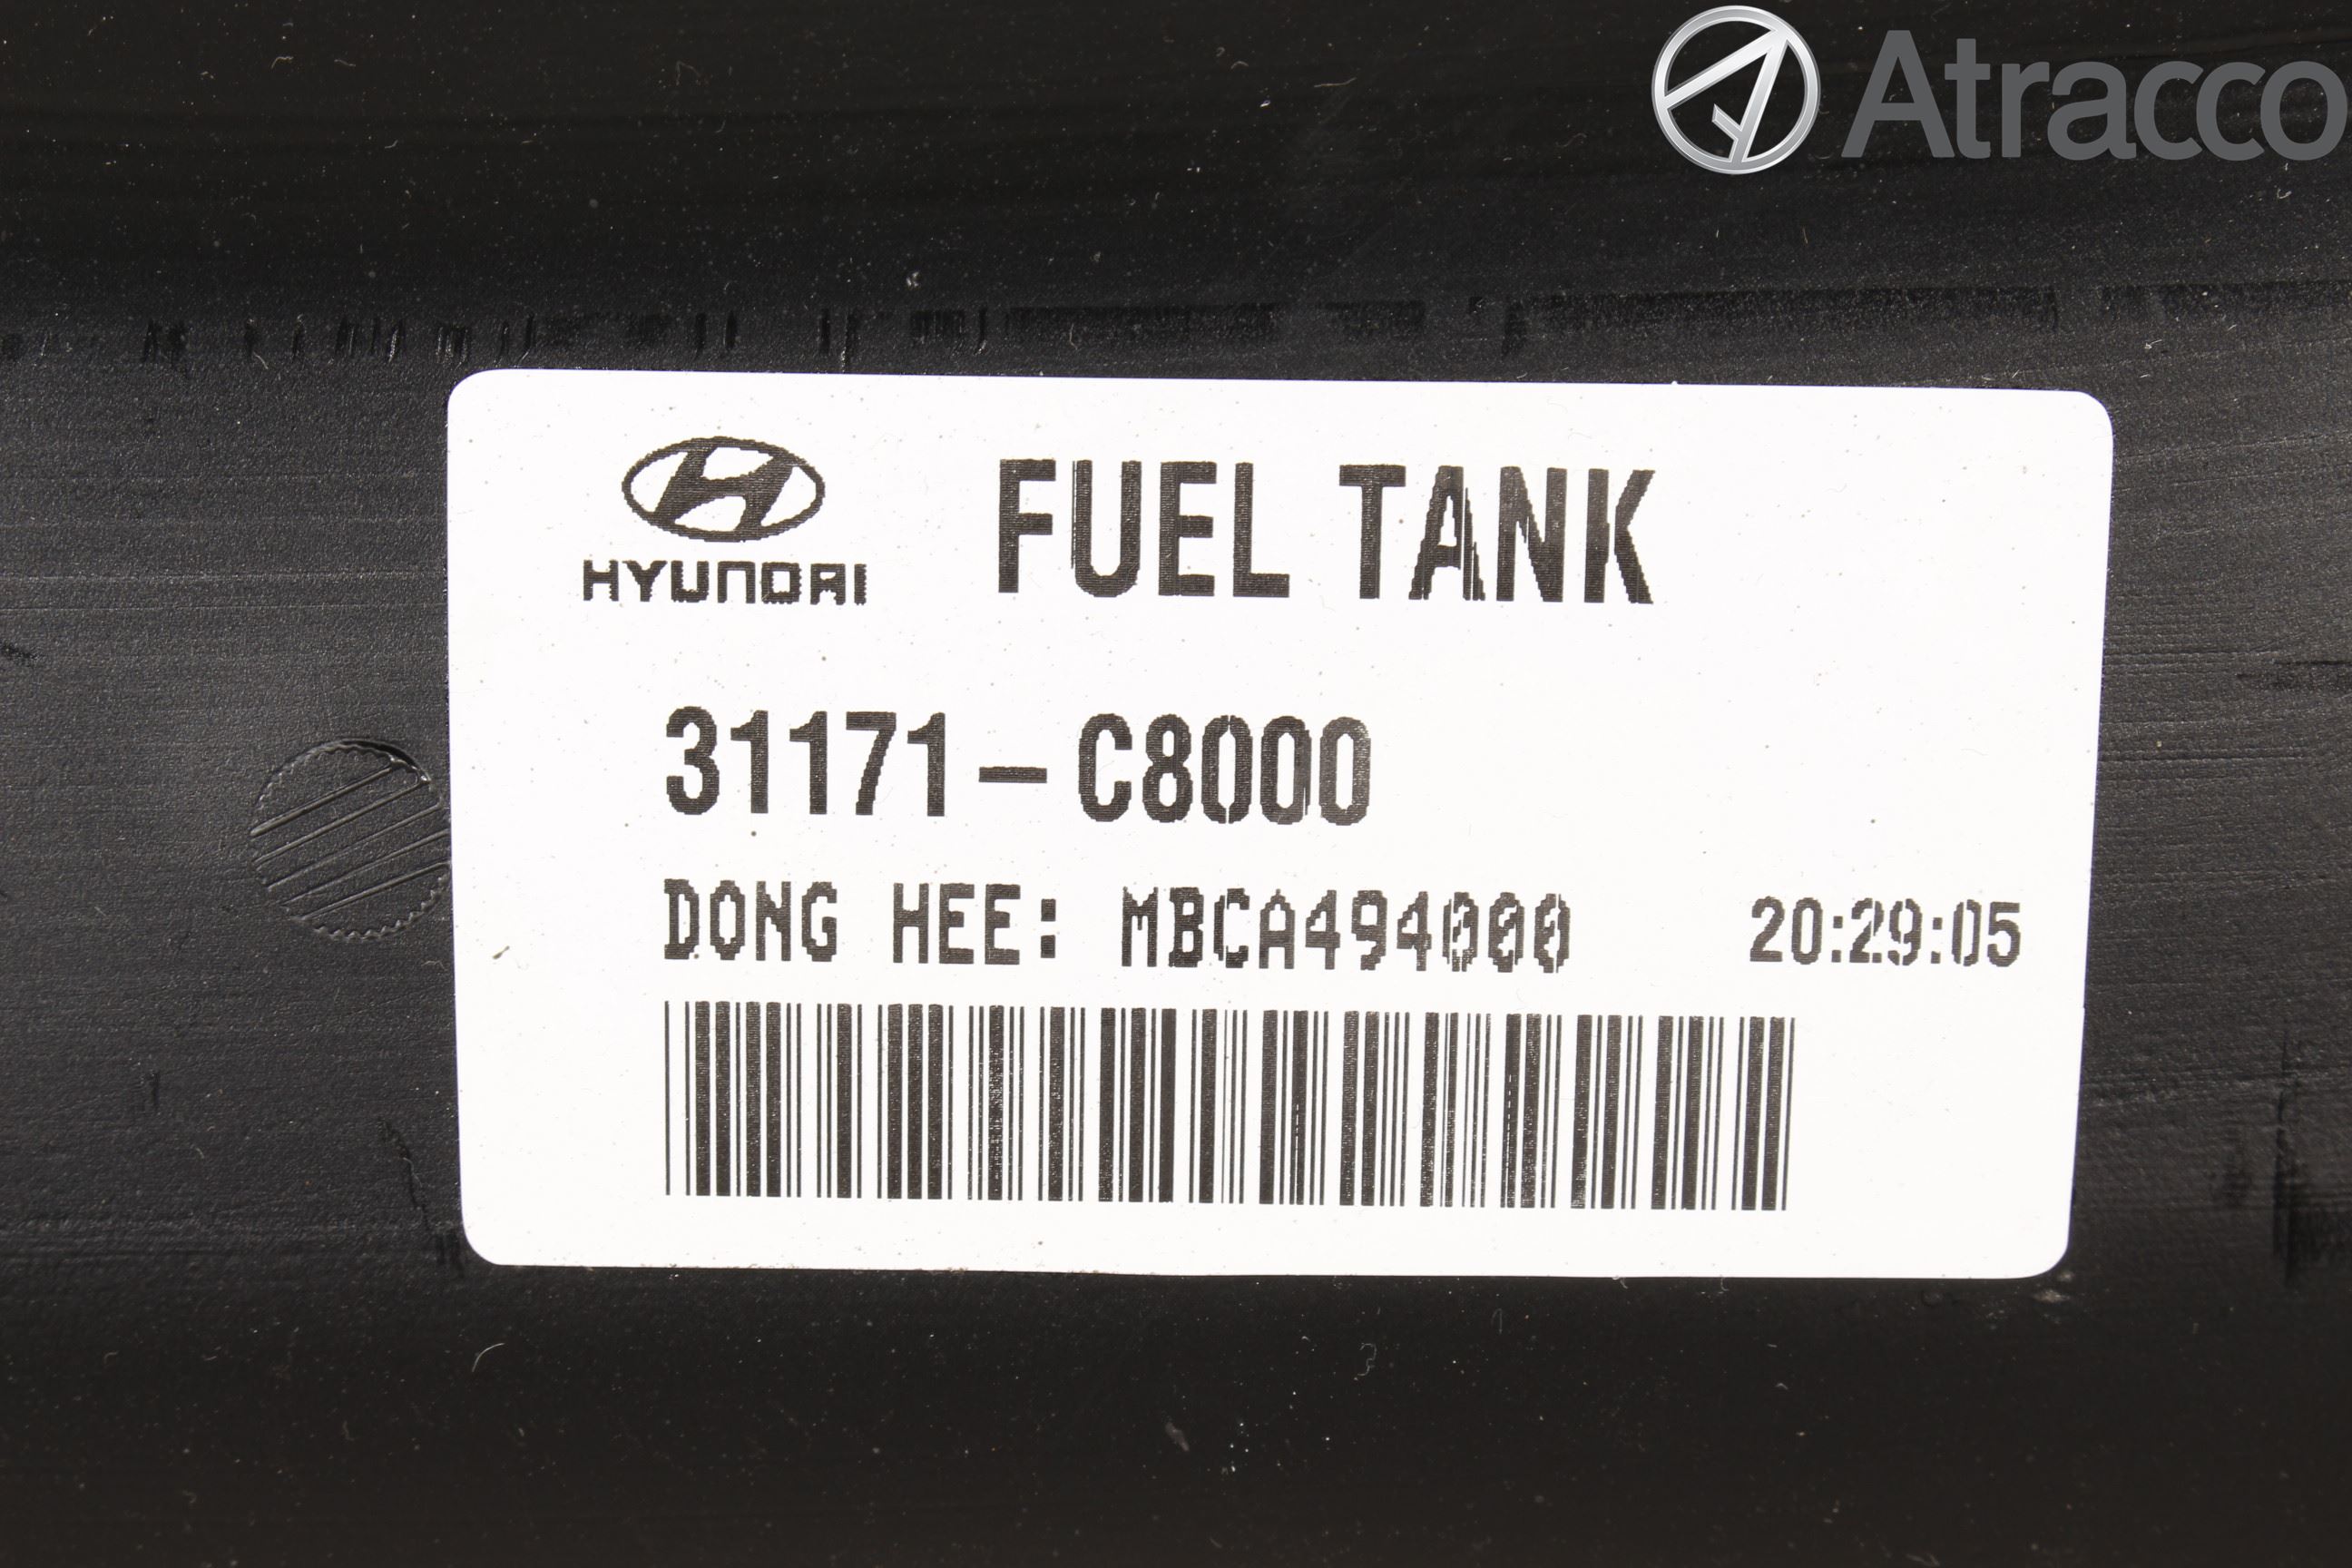 Atracco
HYUNDAI
FUEL TANK
31171-C8000
DONG HEE: MBCA494000 20:29:05